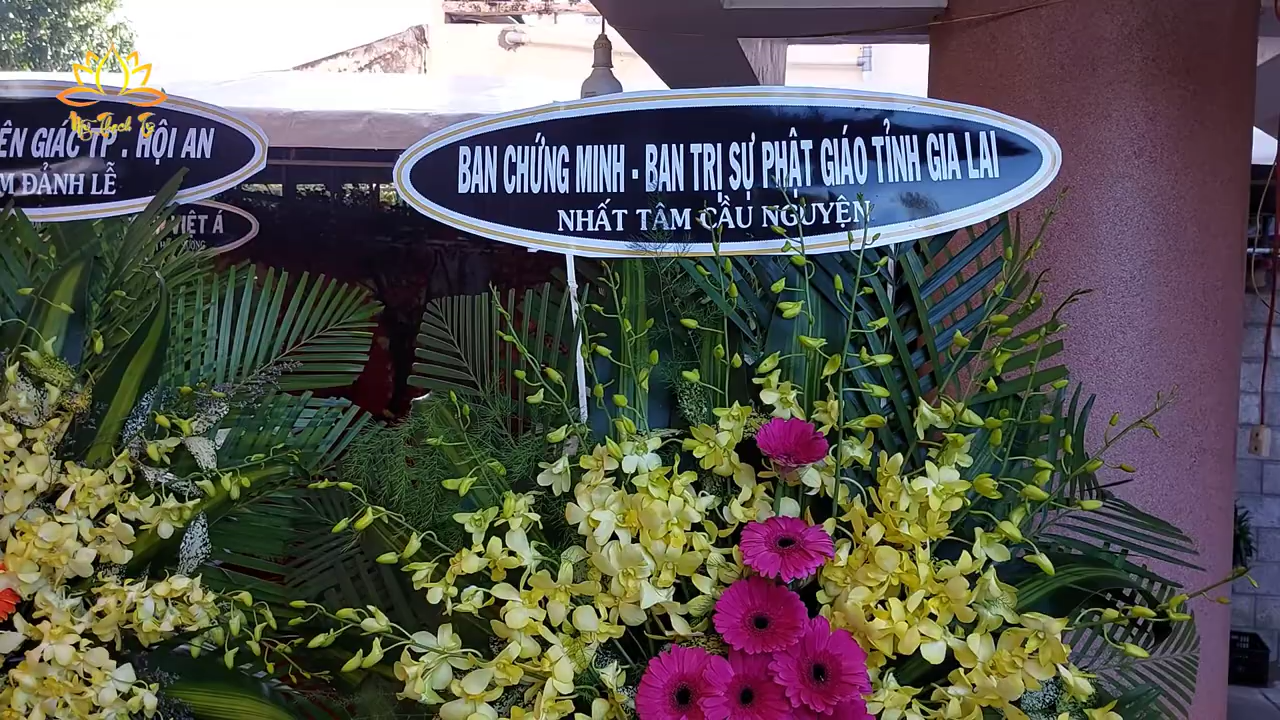 ÊN GIÁC TP . HỘI AN
M ĐẢNH LỄ
VIỆT Á
BAN CHỨNG MINH - BAN TRỊ SỰ PHẬT GIÁO TỈNH GIA LAI
NHẤT TÂM CẦU NGUYỆN